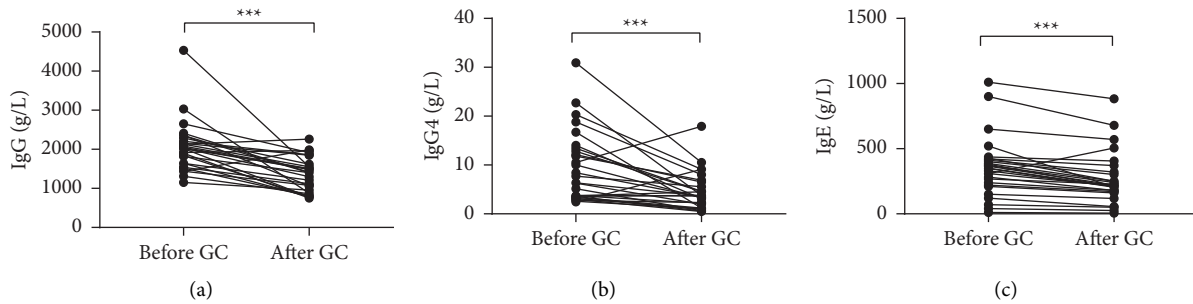 ***
5000
4000
3000
2000
1000
0
IgG (g/L)
Before GC After GC
(a)
***
40
30
20
10
0
IgG4 (g/L)
Before GC After GC
(b)
***
1500
1000
500
0
IgE (g/L)
Before GC After GC
(c)